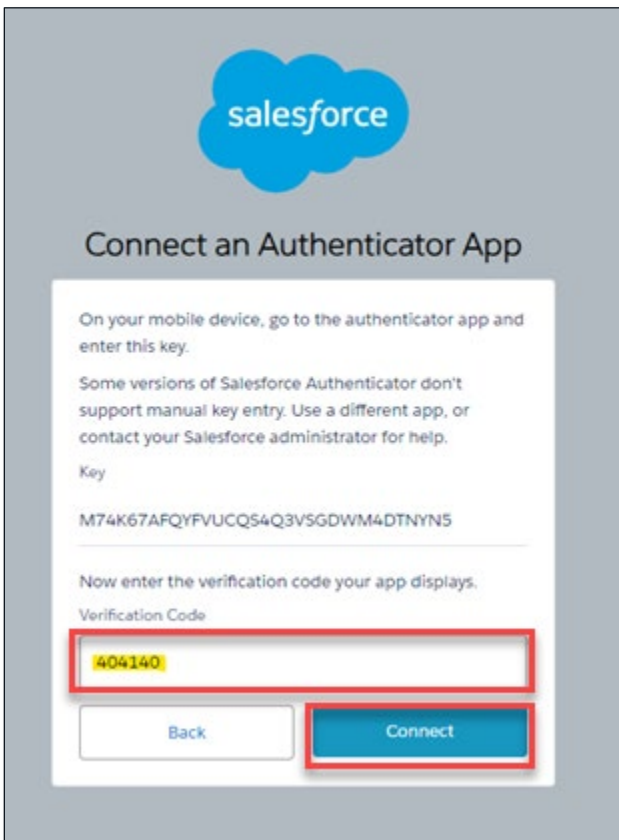 salesforce
Connect an Authenticator App
On your mobile device, go to the authenticator app and
enter this key.
Some versions of Salesforce Authenticator don't
support manual key entry. Use a different app, or
contact your Salesforce administrator for help.
Key
M74K67AFQYFVUCQS4Q3VSGDWM4DTNYN5
Now enter the verification code your app displays.
Verification Code
404140
Back
Connect